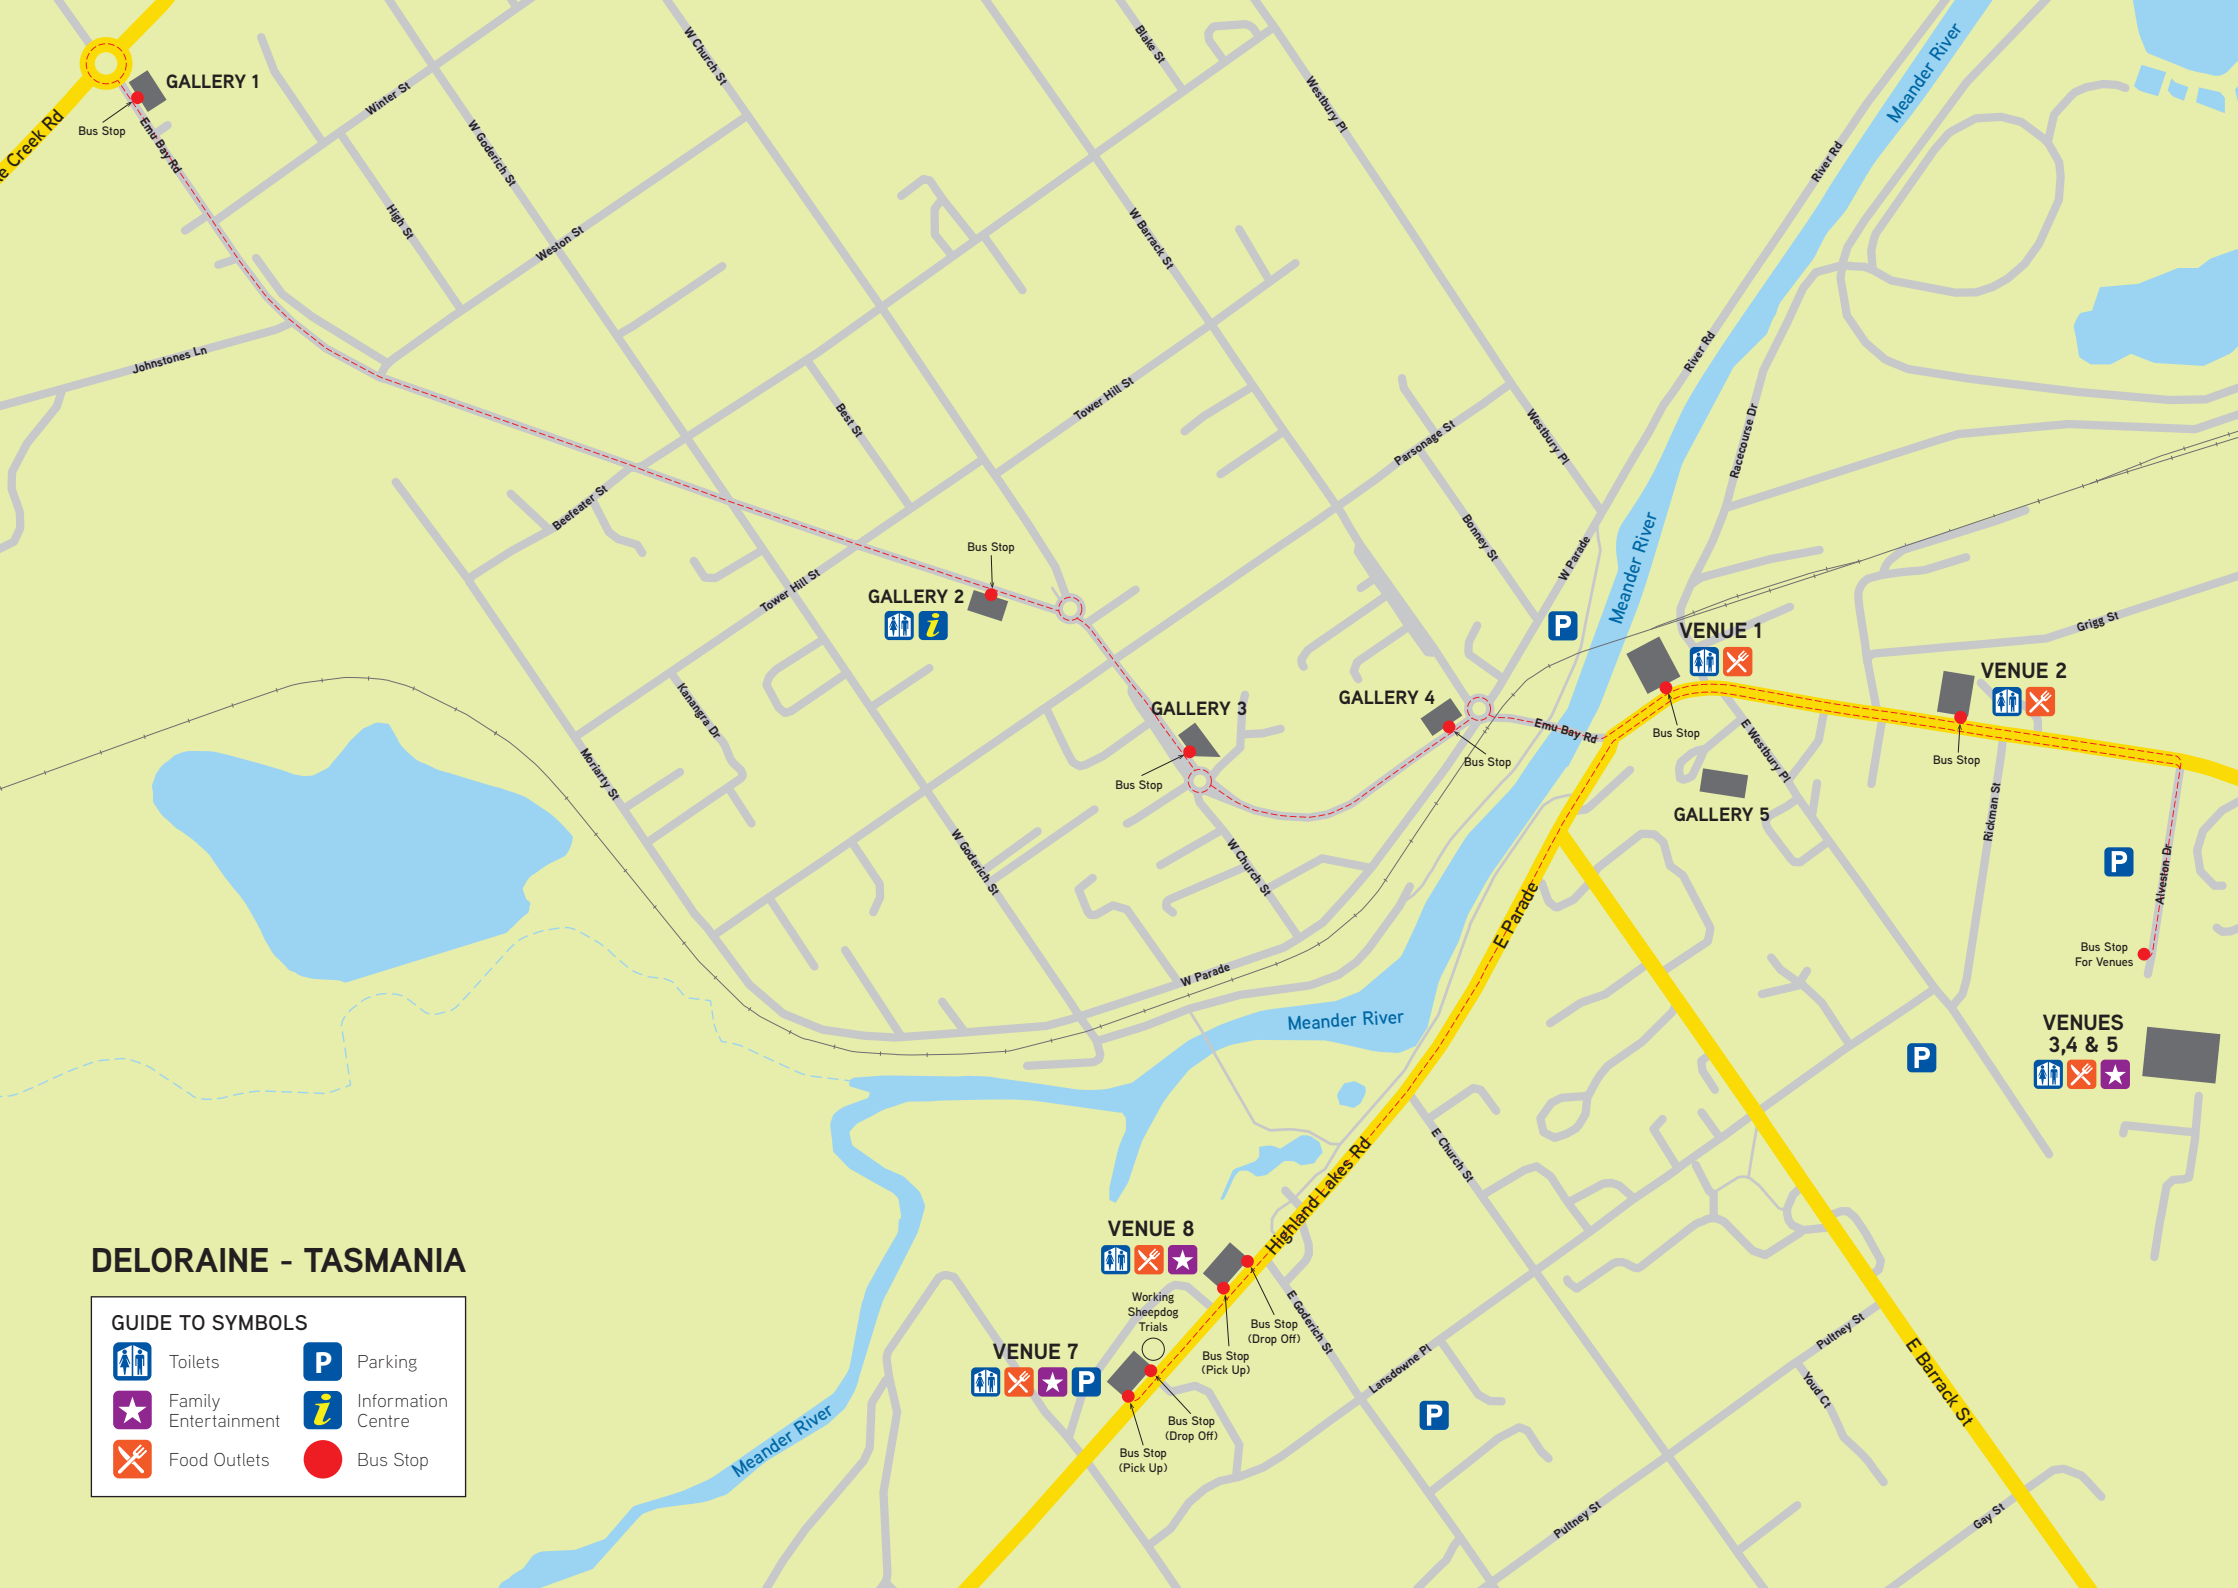 GALLERY 1
Bus Stop
Emu Bay Rd
Creek Rd
Winter St
W Goderich St
High St
Weston St
Johnstones Ln
W Church St
Blake St
Westbury Pl
W Barrack St
Meander River
River Rd
River Rd
Best St
Tower Hill St
Parsonage St
Westbury Pl
Racecourse Dr
Beefeater St
Bonney St
W Parade
Meander River
Bus Stop
GALLERY 2
i
Tower Hill St
P
VENUE 1
Grigg St
Kanangra Dr
Moriarty St
GALLERY 3
Bus Stop
GALLERY 4
Bus Stop
Emu Bay Rd
Bus Stop
VENUE 2
Bus Stop
E Westbury Pl
GALLERY 5
Rickman St
P
Alveston Dr
Bus Stop
For Venues
W Goderich St
W Church St
E Parade
W Parade
Meander River
VENUES
3,4 & 5
P
E Church St
Highland Lakes Rd
VENUE 8
Working
Sheepdog
Trials
Bus Stop
(Drop Off)
Bus Stop
(Pick Up)
E Goderich St
VENUE 7
P
Bus Stop
(Drop Off)
Bus Stop
(Pick Up)
Lansdowne Pl
P
Pultney St
Youd Ct
E Barrack St
Pultney St
Gay St
Meander River
DELORAINE - TASMANIA
GUIDE TO SYMBOLS
Toilets
P
Parking
Family
Entertainment
i
Information
Centre
Food Outlets
Bus Stop